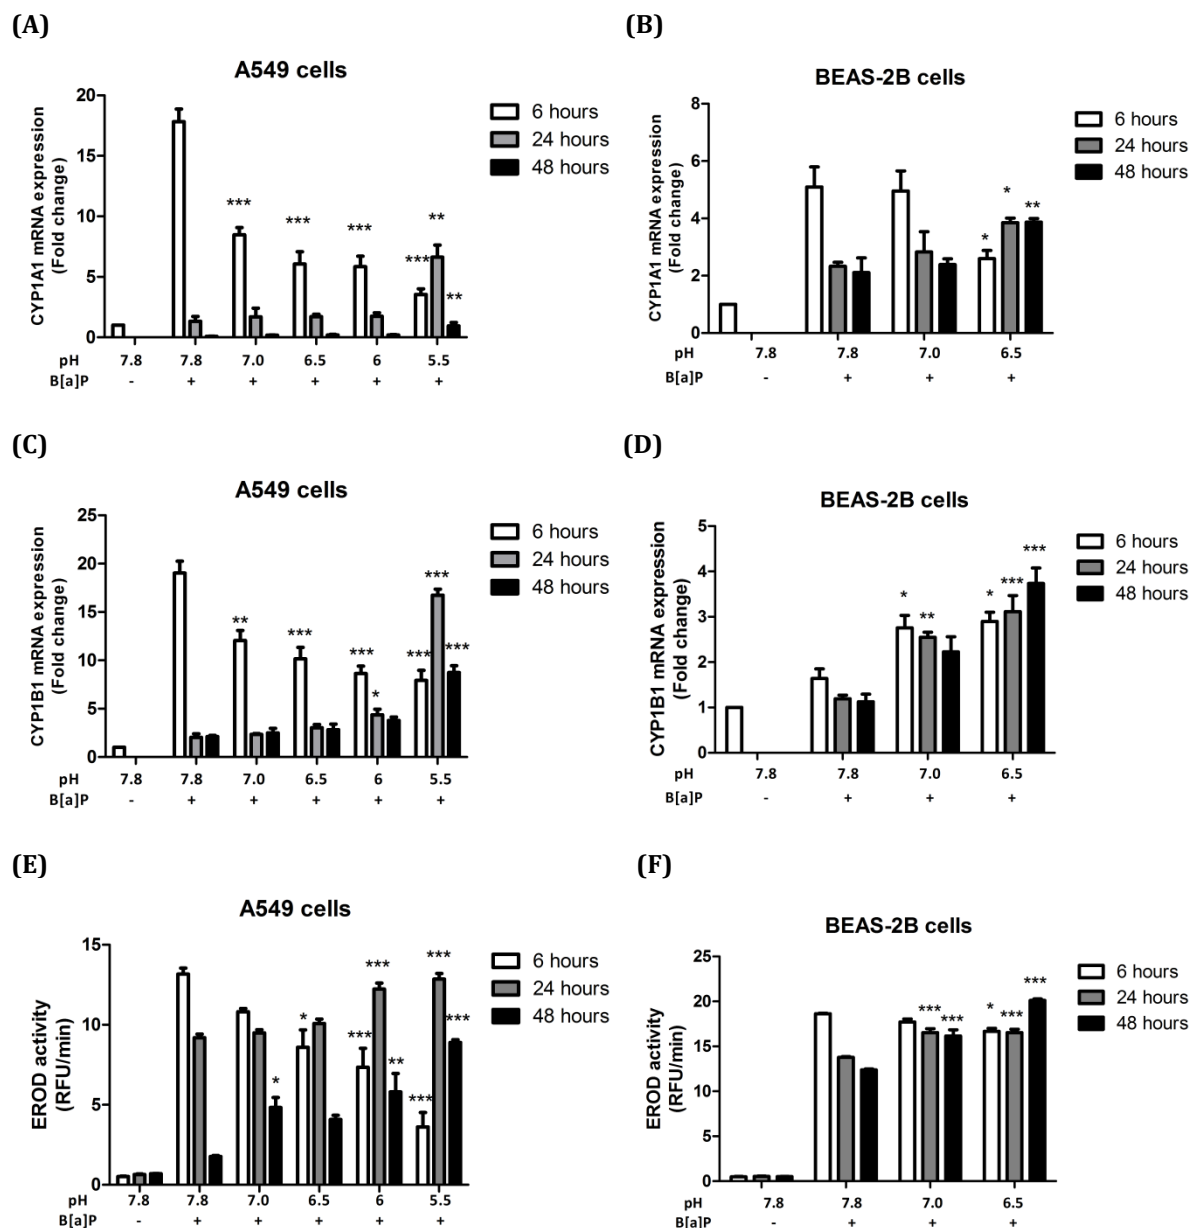 (A)
A549 cells
CYP1A1 mRNA expression
(Fold change)
20
15
10
5
0
***
***
***
***
**
**
6 hours
24 hours
48 hours
pH 7.8 7.8 7.0 6.5 6 5.5
B[a]P - + + + + +
(B)
BEAS-2B cells
CYP1A1 mRNA expression
(Fold change)
8
6
4
2
0
*
*
**
6 hours
24 hours
48 hours
pH 7.8 7.8 7.0 6.5
B[a]P - + + +
(C)
A549 cells
CYP1B1 mRNA expression
(Fold change)
25
20
15
10
5
0
**
***
***
*
***
***
***
6 hours
24 hours
48 hours
pH 7.8 7.8 7.0 6.5 6 5.5
B[a]P - + + + + +
(D)
BEAS-2B cells
CYP1B1 mRNA expression
(Fold change)
5
4
3
2
1
0
*
**
*
***
***
6 hours
24 hours
48 hours
pH 7.8 7.8 7.0 6.5
B[a]P - + + +
(E)
A549 cells
EROD activity
(RFU/min)
15
10
5
0
*
*
***
***
**
***
***
***
6 hours
24 hours
48 hours
pH 7.8 7.8 7.0 6.5 6 5.5
B[a]P - + + + + +
(F)
BEAS-2B cells
EROD activity
(RFU/min)
25
20
15
10
5
0
***
***
*
***
***
6 hours
24 hours
48 hours
pH 7.8 7.8 7.0 6.5
B[a]P - + + +